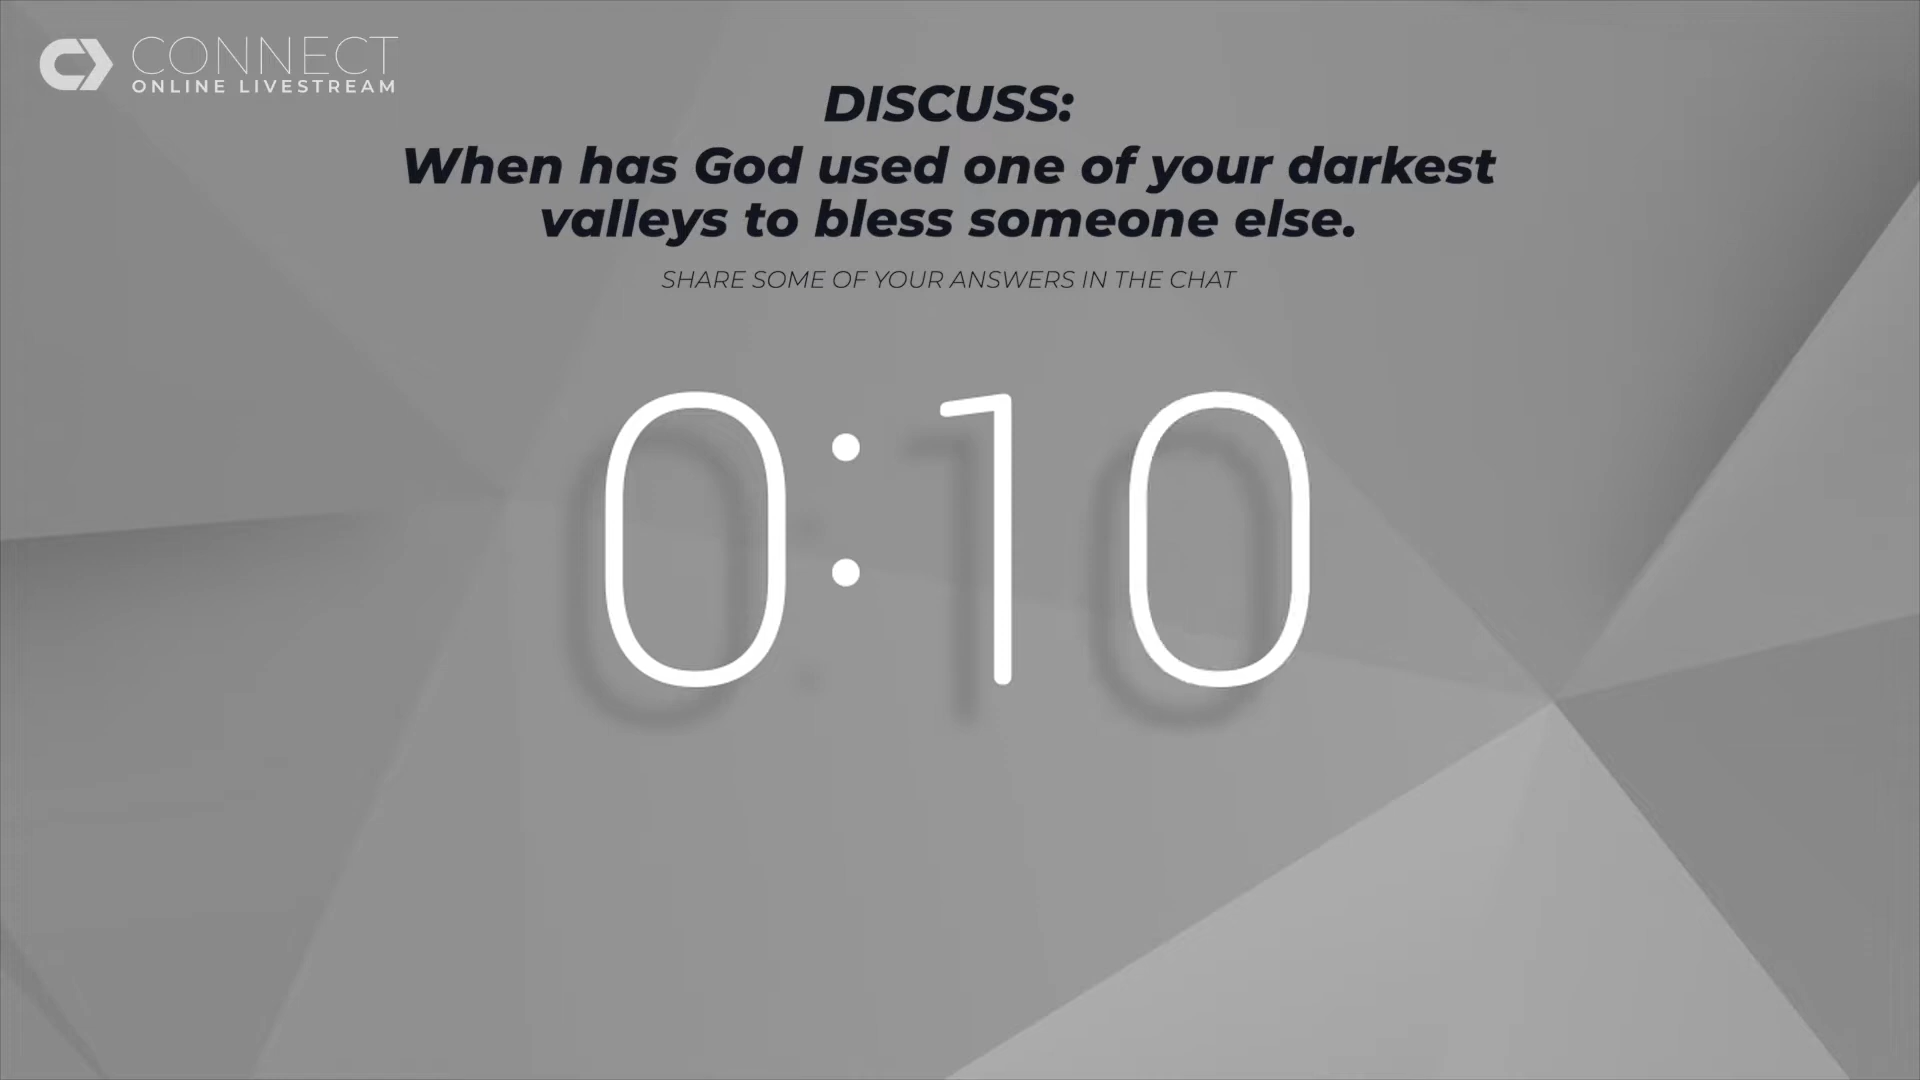 CONNECT
ONLINE LIVESTREAM
DISCUSS:
When has God used one of your darkest
valleys to bless someone else.
SHARE SOME OF YOUR ANSWERS IN THE CHAT
0:10